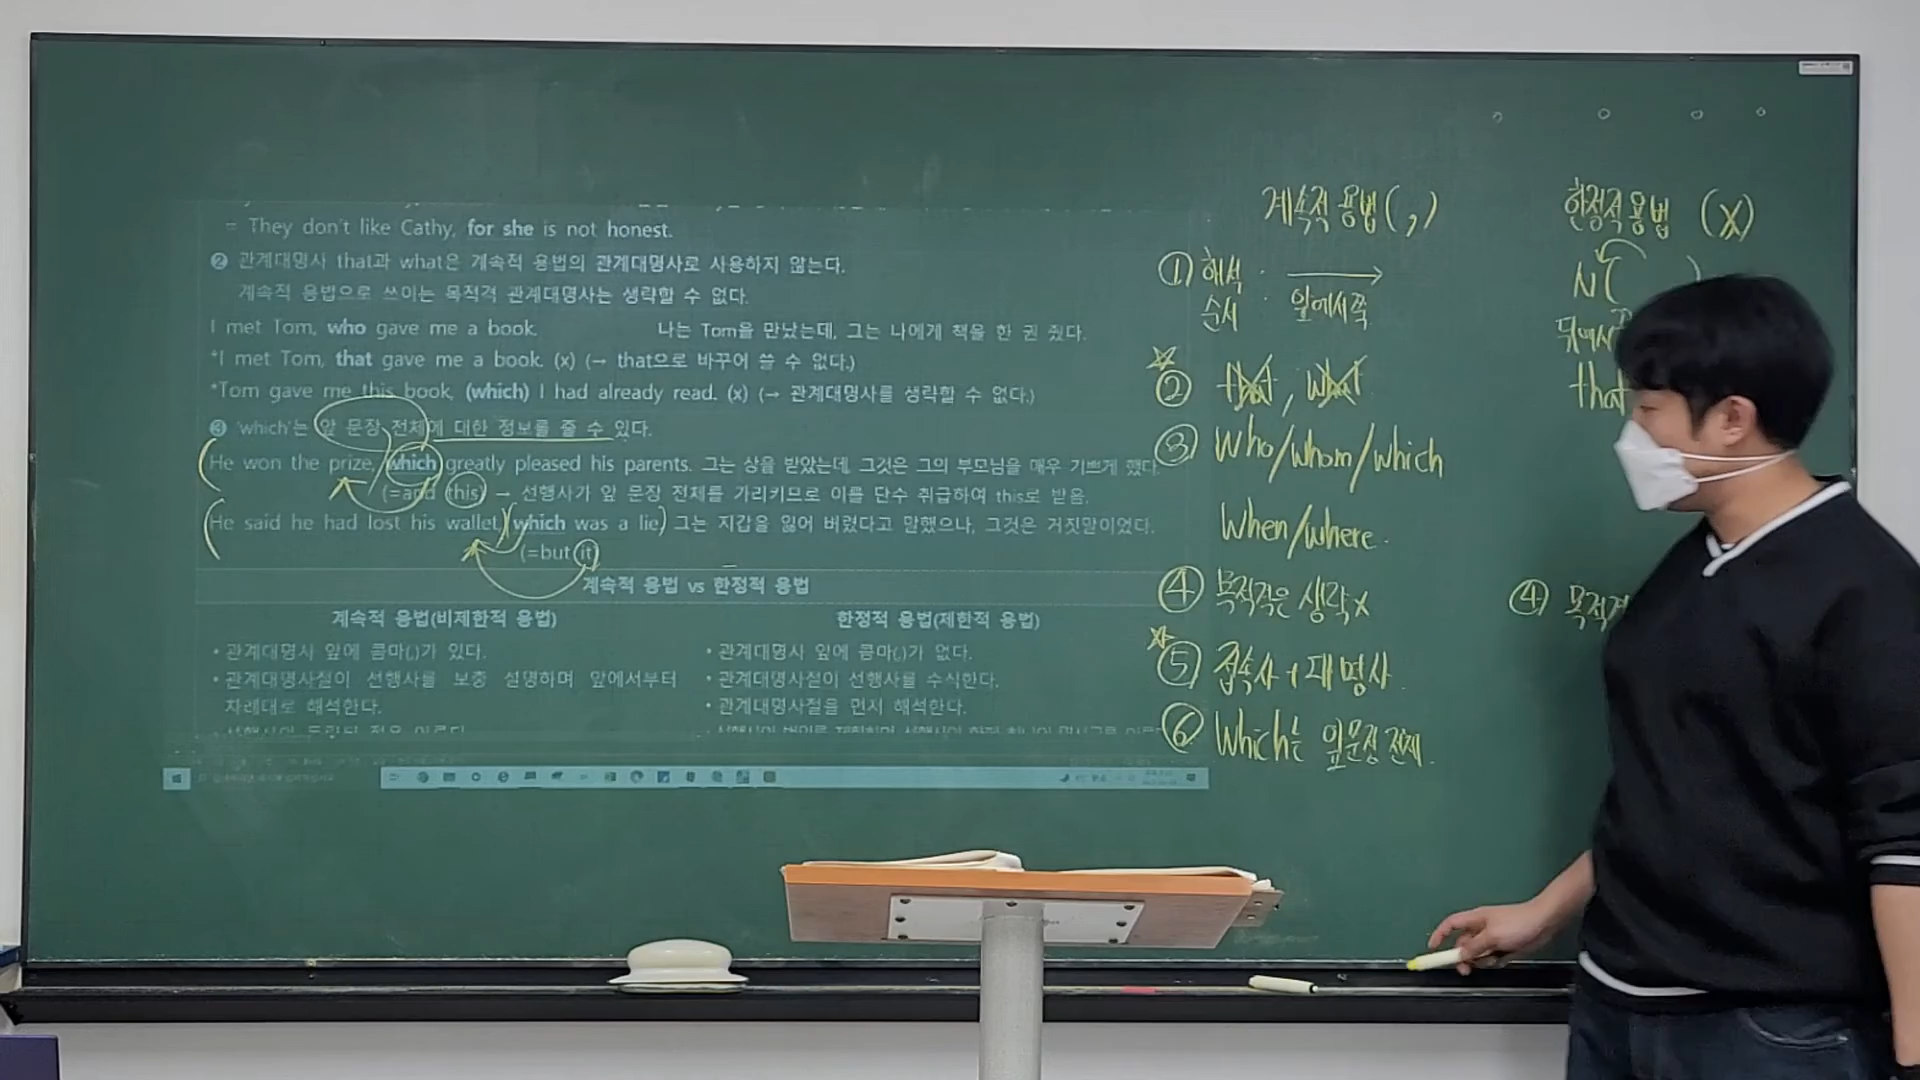 = They don't like Cathy, for she is not honest.
❷ 관계대명사 that과 what은 계속적 용법의 관계대명사로 사용하지 않는다.
계속적 용법으로 쓰이는 목적격 관계대명사는 생략할 수 없다.
I met Tom, who gave me a book. 나는 Tom을 만났는데, 그는 나에게 책을 한 권 줬다.
*I met Tom, that gave me a book. (x) (→ that으로 바꾸어 쓸 수 없다.)
*Tom gave me this book, (which) I had already read. (x) (→ 관계대명사를 생략할 수 없다.)
❸ 'which'는 앞 문장 전체에 대한 정보를 줄 수 있다.
He won the prize, which greatly pleased his parents. 그는 상을 받았는데, 그것은 그의 부모님을 매우 기쁘게 했다.
(=and this) → 선행사가 앞 문장 전체를 가리키므로 이를 단수 취급하여 this로 받음.
He said he had lost his wallet, which was a lie 그는 지갑을 잃어 버렸다고 말했으나, 그것은 거짓말이었다.
(=but it)
계속적 용법 vs 한정적 용법
계속적 용법(비제한적 용법)
한정적 용법(제한적 용법)
• 관계대명사 앞에 콤마(,)가 있다.
• 관계대명사절이 선행사를 보충 설명하며 앞에서부터
차례대로 해석한다.
• 관계대명사 앞에 콤마(,)가 없다.
• 관계대명사절이 선행사를 수식한다.
• 관계대명사절을 먼저 해석한다.
계속적 용법(,)
① 해석 : →
순서 : 앞에서쭉
② that, what
③ Who/whom/which
When/where.
④ 목적격은 생략x
⑤ 접속사+대명사
⑥ Which는 앞문장 전체.
한정적 용법 (X)
N( )
뒤에서
that
④ 목적격